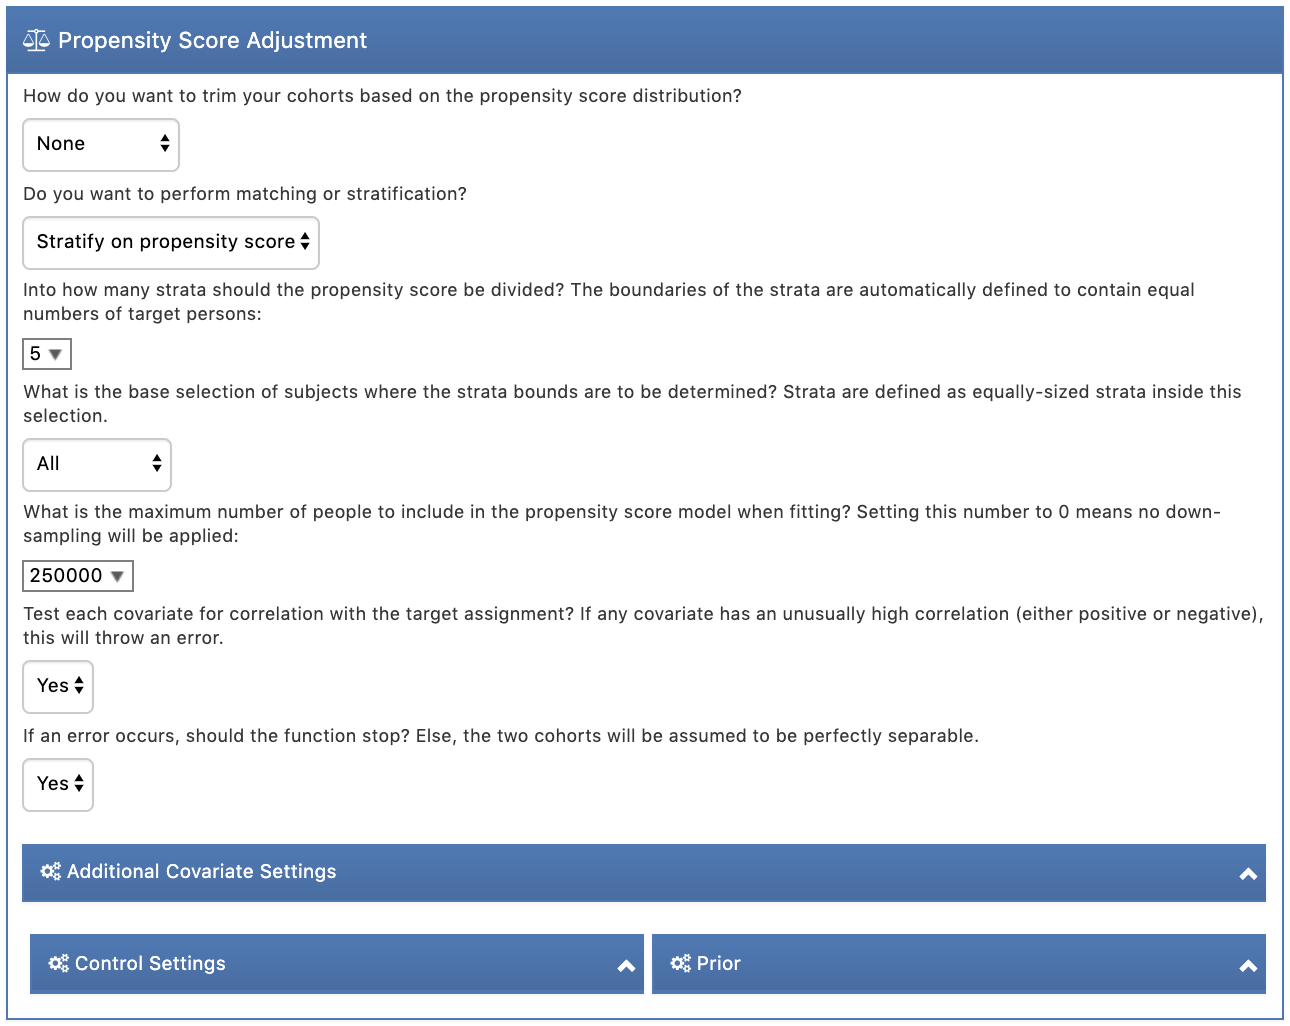 Propensity Score Adjustment
How do you want to trim your cohorts based on the propensity score distribution?
None
Do you want to perform matching or stratification?
Stratify on propensity score
Into how many strata should the propensity score be divided? The boundaries of the strata are automatically defined to contain equal
numbers of target persons:
5
What is the base selection of subjects where the strata bounds are to be determined? Strata are defined as equally-sized strata inside this
selection.
All
What is the maximum number of people to include in the propensity score model when fitting? Setting this number to 0 means no down-
sampling will be applied:
250000
Test each covariate for correlation with the target assignment? If any covariate has an unusually high correlation (either positive or negative),
this will throw an error.
Yes
If an error occurs, should the function stop? Else, the two cohorts will be assumed to be perfectly separable.
Yes
Additional Covariate Settings
Control Settings
Prior